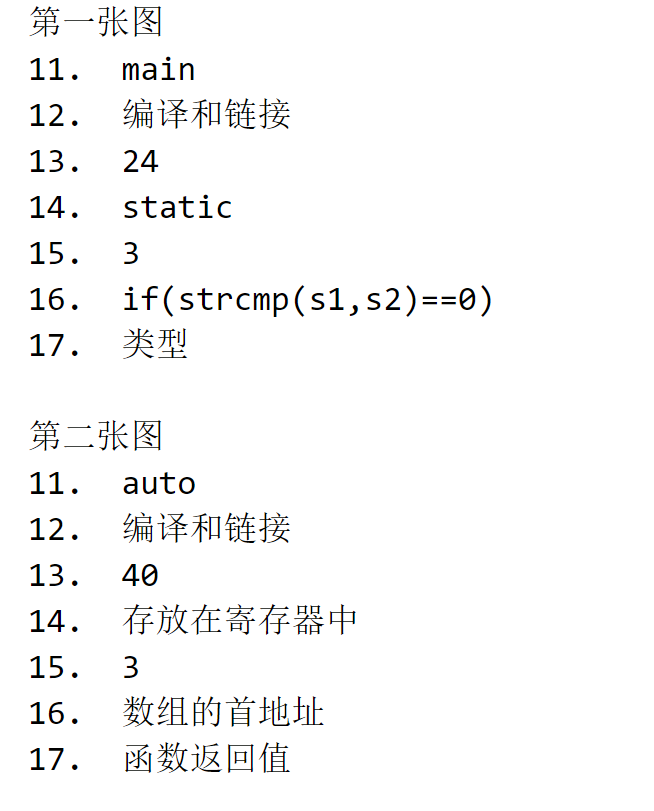 第一张图
11. main
12. 编译和链接
13. 24
14. static
15. 3
16. if(strcmp(s1,s2)==0)
17. 类型
第二张图
11. auto
12. 编译和链接
13. 40
14. 存放在寄存器中
15. 3
16. 数组的首地址
17. 函数返回值